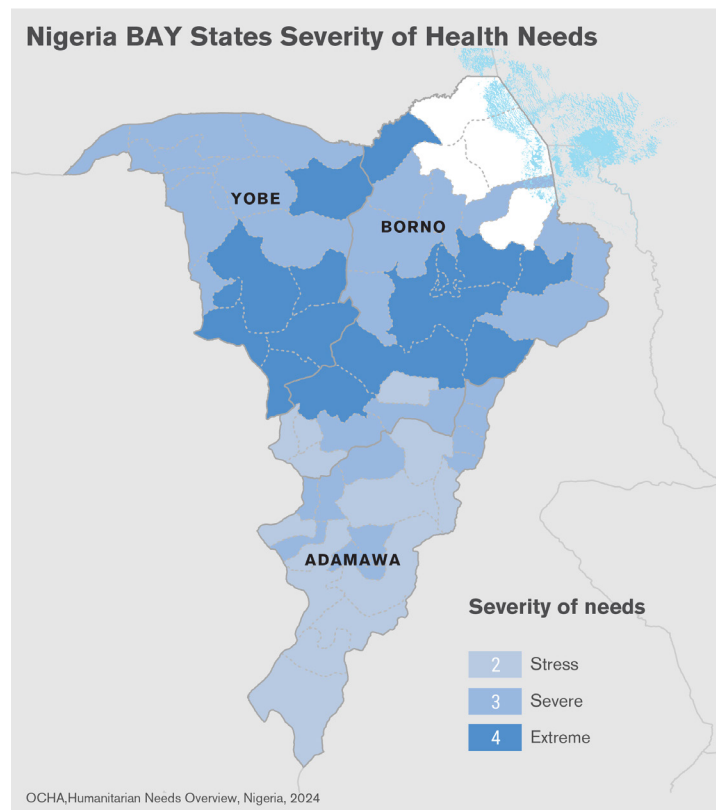 Nigeria BAY States Severity of Health Needs
YOBE
BORNO
ADAMAWA
Severity of needs
2 Stress
3 Severe
4 Extreme
OCHA,Humanitarian Needs Overview, Nigeria, 2024